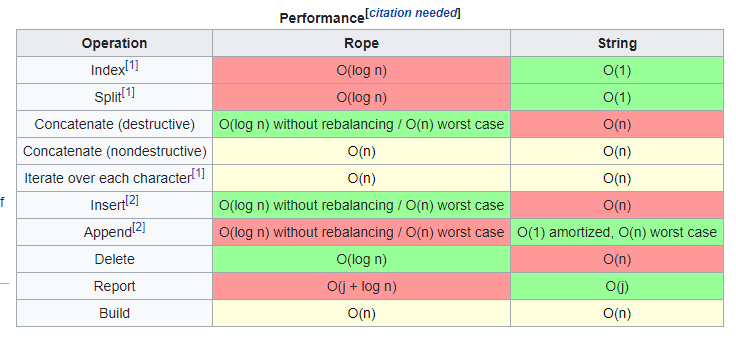 Performance[citation needed]
Operation Rope String
Index[1] O(log n) O(1)
Split[1] O(log n) O(1)
Concatenate (destructive) O(log n) without rebalancing / O(n) worst case O(n)
Concatenate (nondestructive) O(n) O(n)
Iterate over each character[1] O(n) O(n)
Insert[2] O(log n) without rebalancing / O(n) worst case O(n)
f
Append[2] O(log n) without rebalancing / O(n) worst case O(1) amortized, O(n) worst case
Delete O(log n) O(n)
Report O(j + log n) O(j)
Build O(n) O(n)